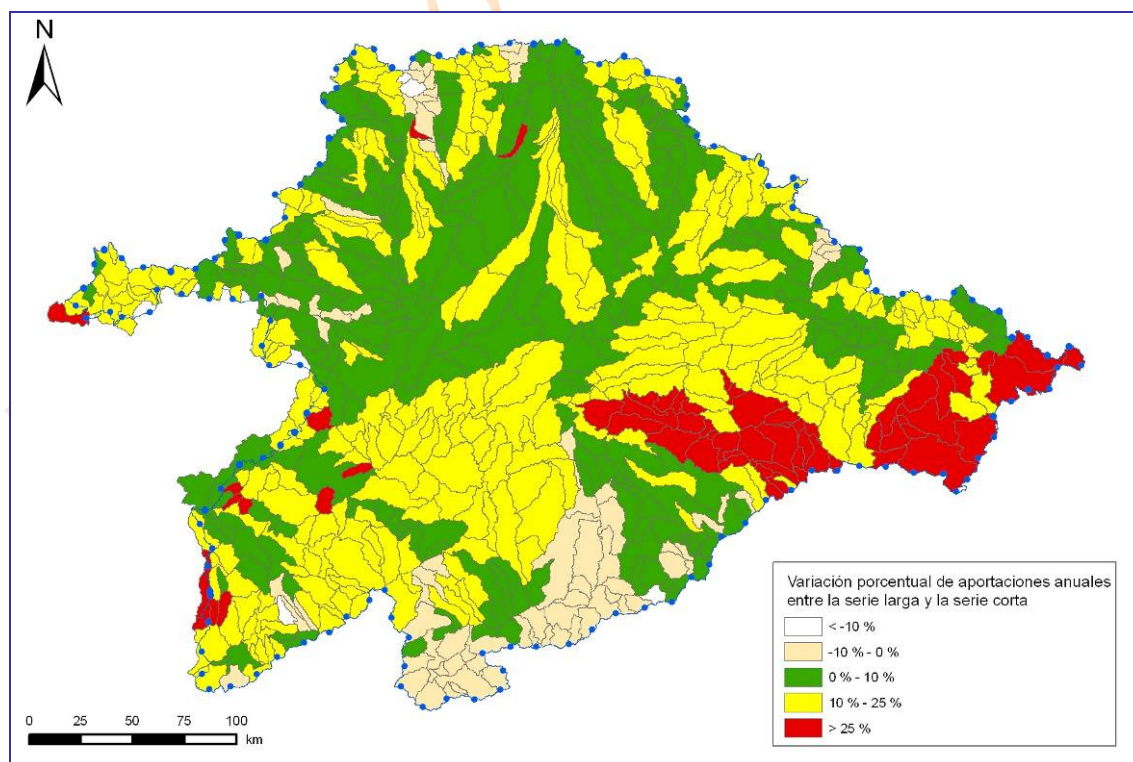 N
Variación porcentual de aportaciones anuales
entre la serie larga y la serie corta
< -10 %
-10 % - 0 %
0 % - 10 %
10 % - 25 %
> 25 %
0 25 50 75 100
km